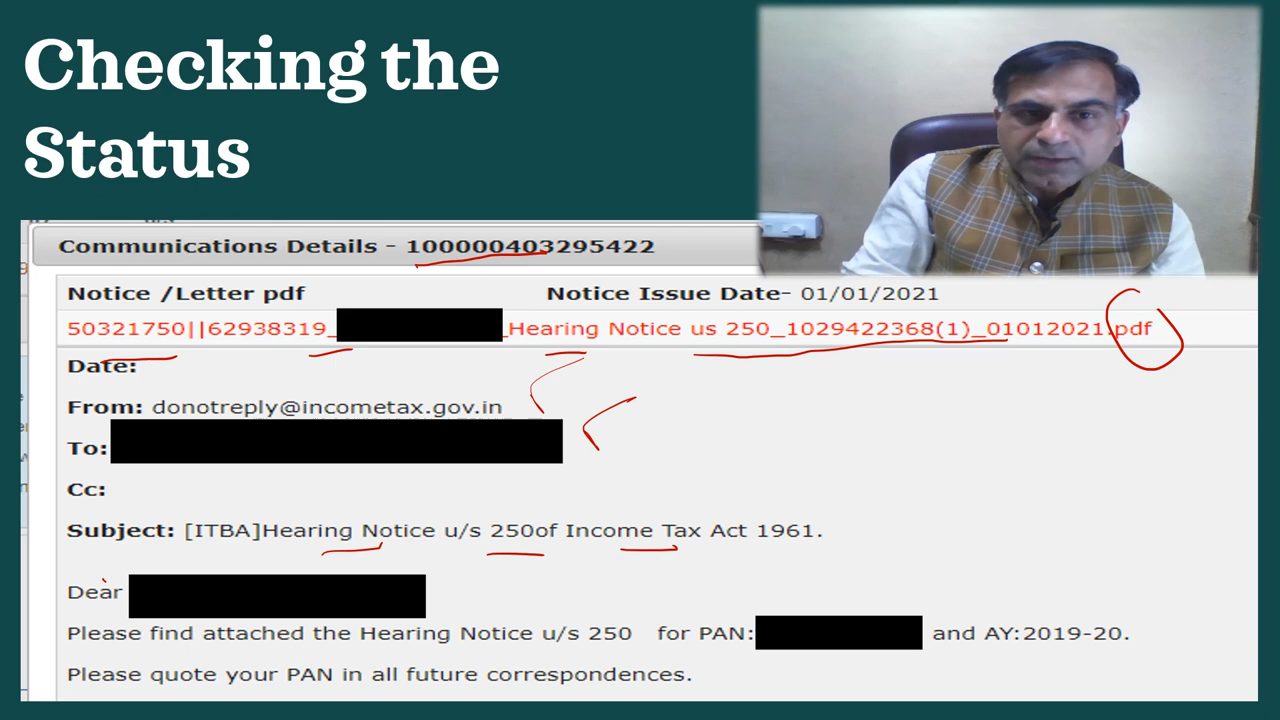 Checking the
Status
Communications Details - 100000403295422
Notice /Letter pdf Notice Issue Date- 01/01/2021
50321750||62938319_ _Hearing Notice us 250_1029422368(1)_01012021.pdf
Date:
From: donotreply@incometax.gov.in
To:
Cc:
Subject: [ITBA]Hearing Notice u/s 250of Income Tax Act 1961.
Dear
Please find attached the Hearing Notice u/s 250 for PAN: and AY:2019-20.
Please quote your PAN in all future correspondences.